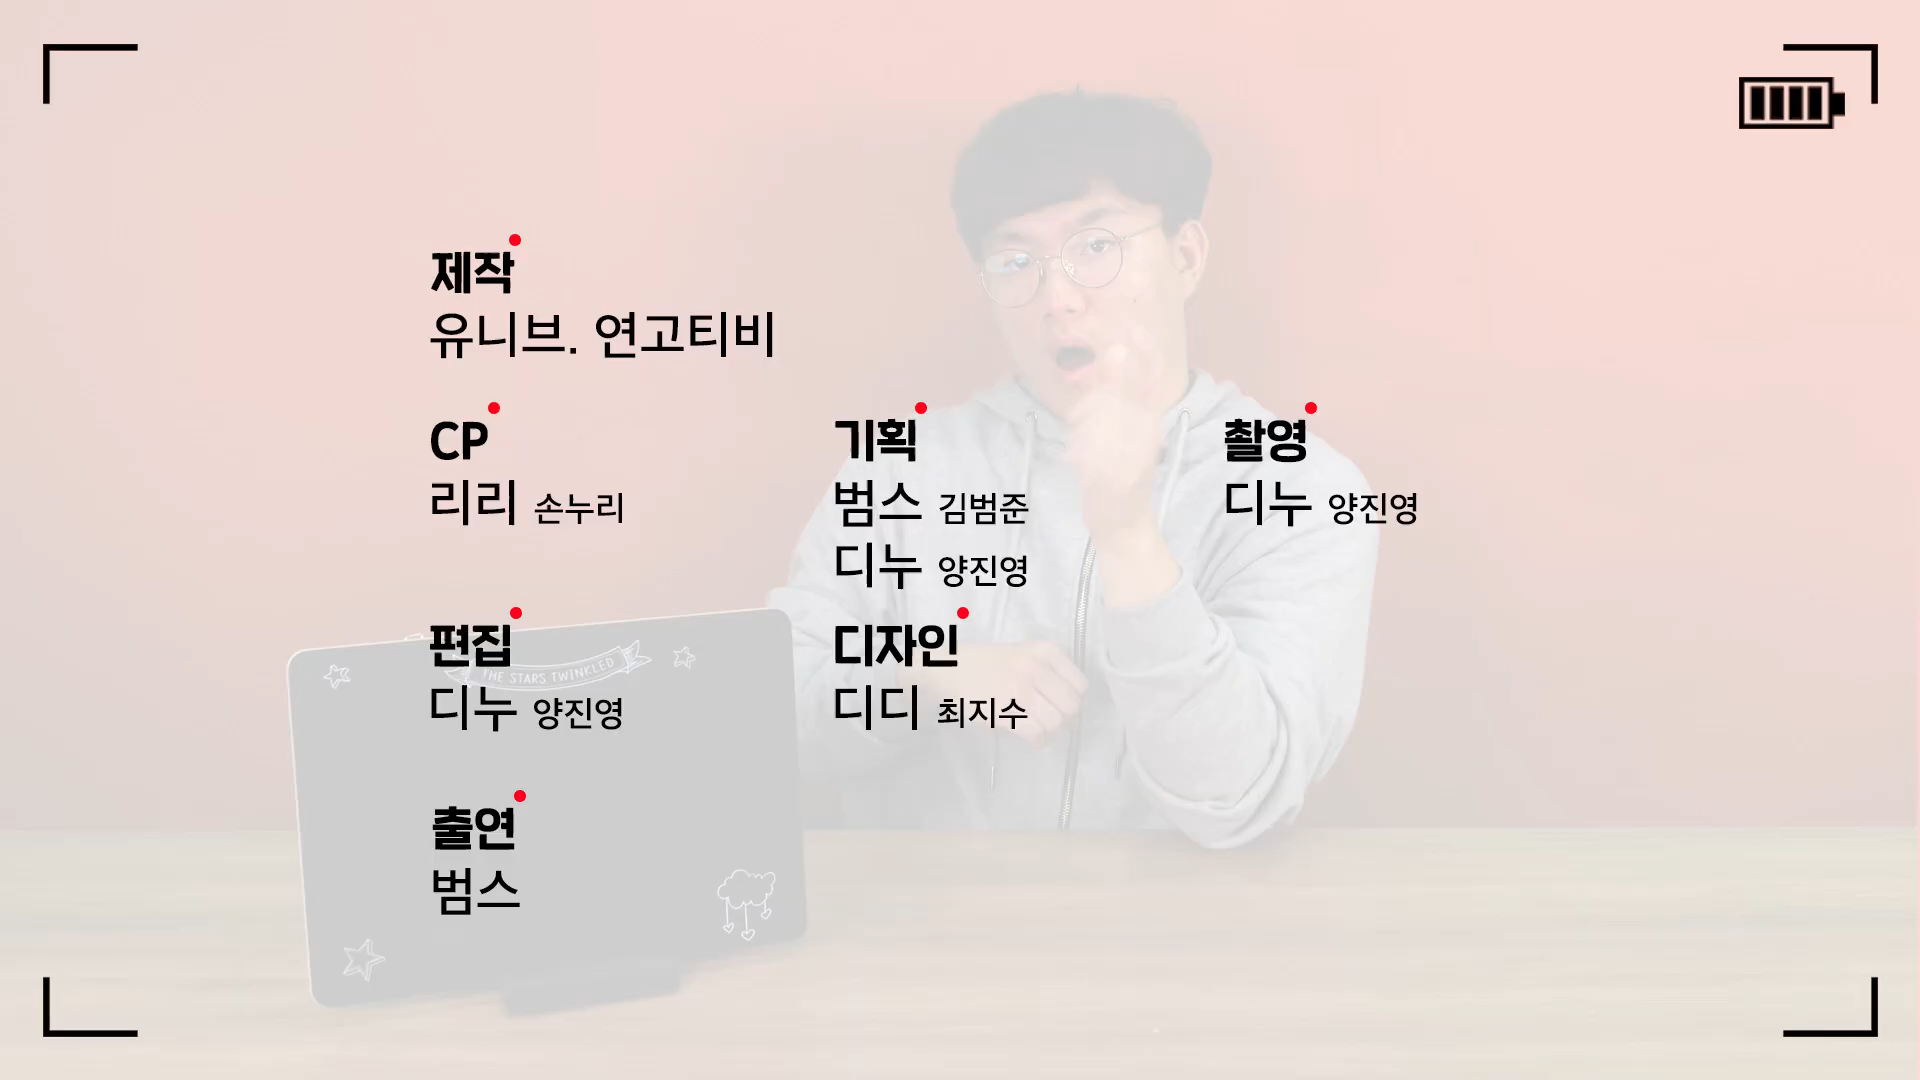 제작
유니브. 연고티비
CP
리리 손누리
기획
범스 김범준
디누 양진영
촬영
디누 양진영
편집
디누 양진영
디자인
디디 최지수
출연
범스
THE STARS TWINKLED